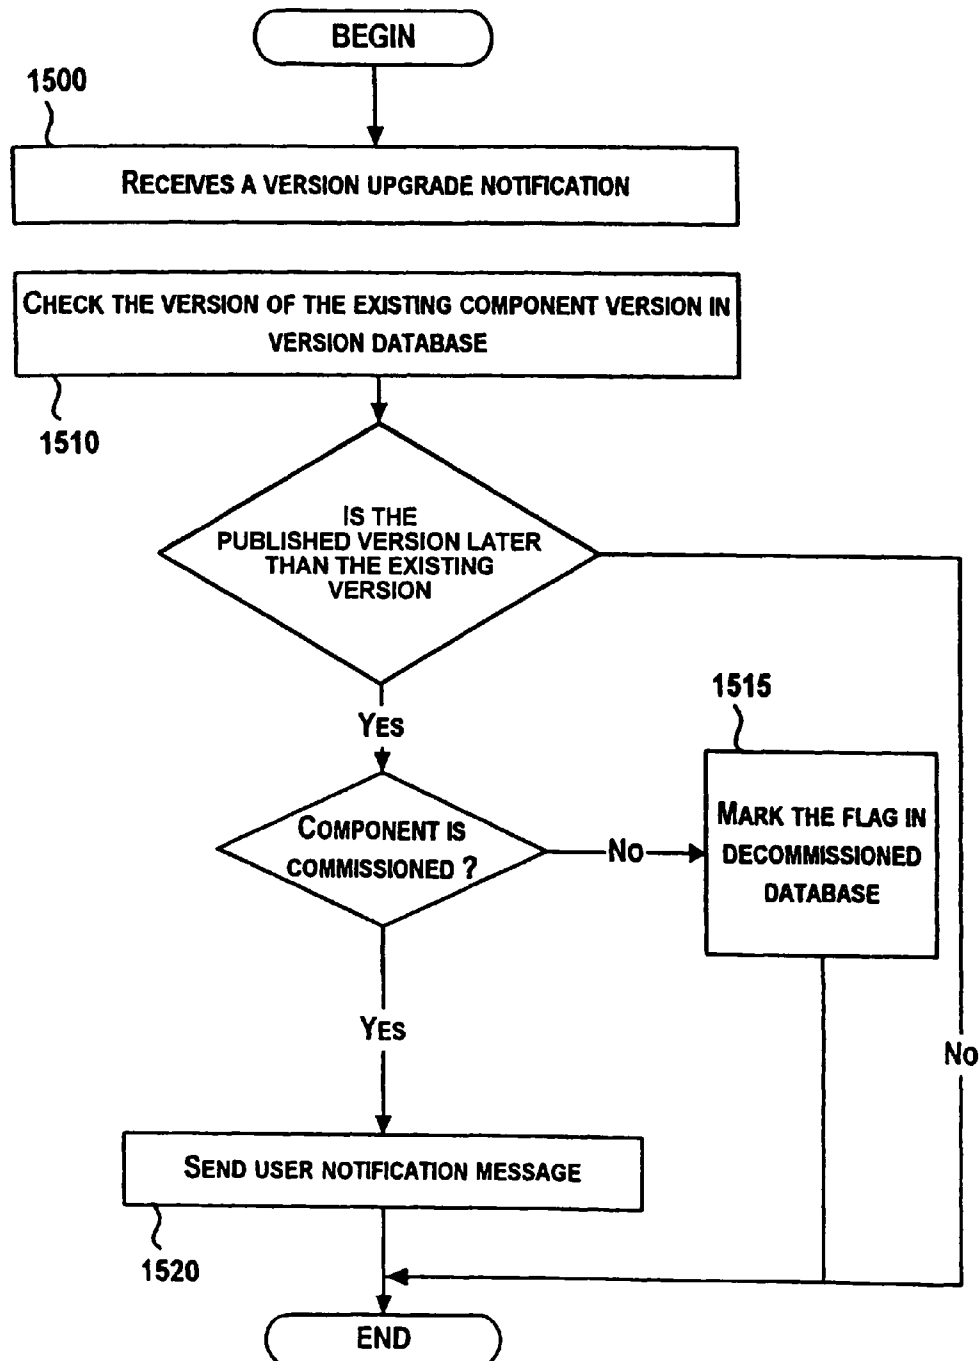 BEGIN
1500
RECEIVES A VERSION UPGRADE NOTIFICATION
CHECK THE VERSION OF THE EXISTING COMPONENT VERSION IN
VERSION DATABASE
1510
IS THE
PUBLISHED VERSION LATER
THAN THE EXISTING
VERSION
YES
1515
COMPONENT IS
COMMISSIONED ?
NO
MARK THE FLAG IN
DECOMMISSIONED
DATABASE
YES
NO
SEND USER NOTIFICATION MESSAGE
1520
END